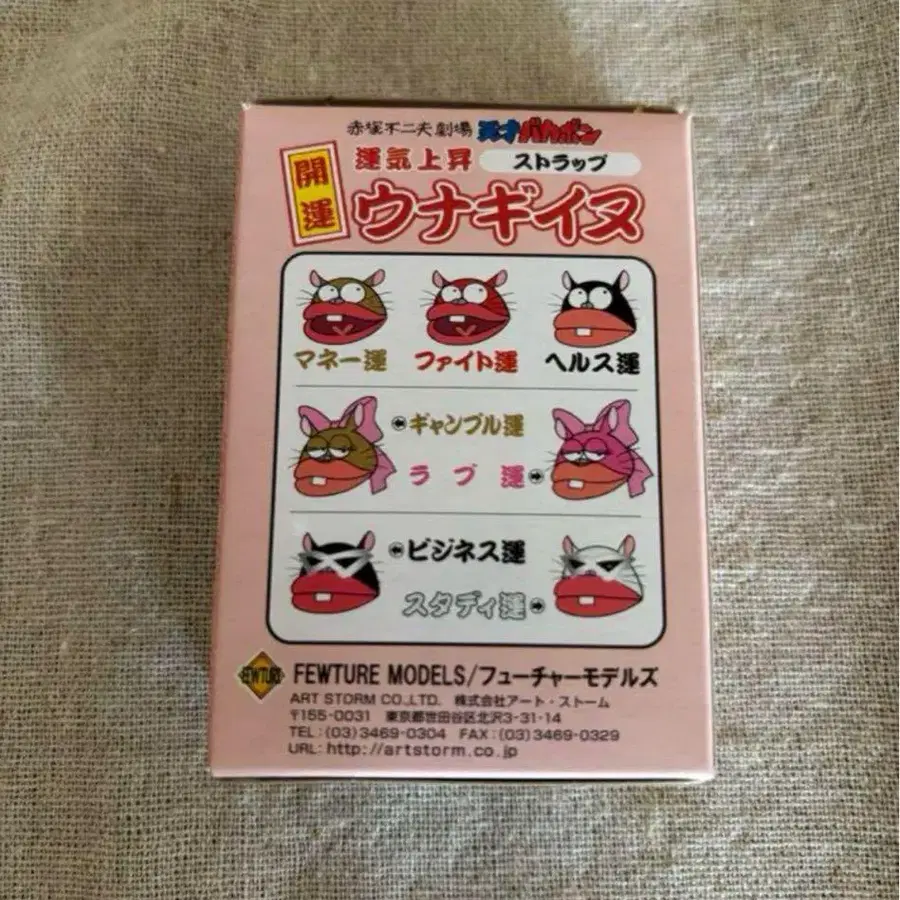 赤塚不二夫劇場 天才バカボン
開運
運気上昇 ストラップ
ウナギイヌ
マネー運 ファイト運 ヘルス運
ギャンブル運
ラブ運
ビジネス運
スタディ運
FEWTURE FEWTURE MODELS/フューチャーモデルズ
ART STORM CO.,LTD. 株式会社アート・ストーム
〒155-0031 東京都世田谷区北沢3-31-14
TEL:(03)3469-0304 FAX:(03)3469-0329
URL:http://artstorm.co.jp